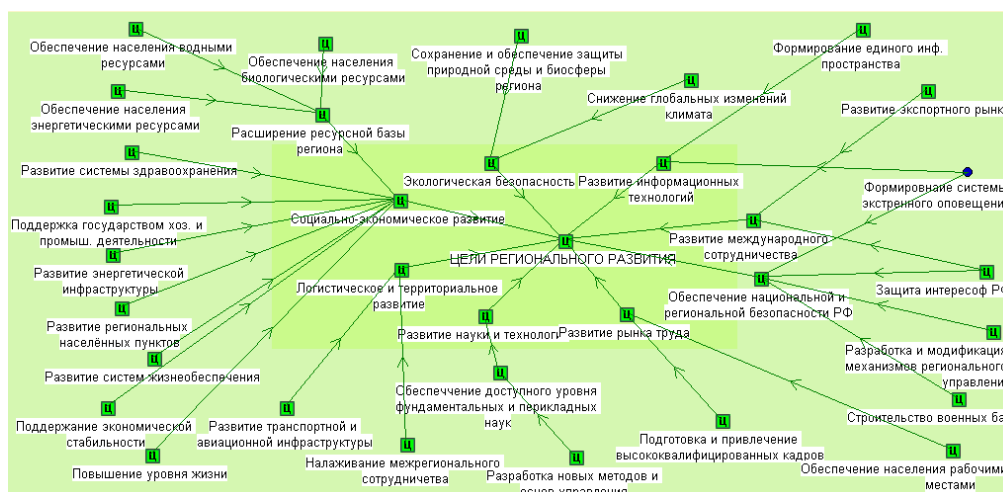 Ц
Обеспечение населения водными
ресурсами
Ц
Обеспечение населения
биологическими ресурсами
Ц
Сохранение и обеспечение защиты
природной среды и биосферы
региона
Ц
Формирование единого инф.
пространства
Ц
Снижение глобальных изменений
климата
Ц
Развитие экспортного рынк
Ц
Обеспечение населения
энергетическими ресурсами
Ц
Расширение ресурсной базы
региона
Ц
Развитие системы здравоохранения
Ц
Экологическая безопасность
Ц
Развитие информационных
технологий
Формировнаие системы
экстренного оповещени
Ц
Поддержка государством хоз. и
промыш. деятельности
Ц
Социально-экономическое развитие
Ц
Развитие международного
сотрудничества
Ц
ЦЕЛИ РЕГИОНАЛЬНОГО РАЗВИТИЯ
Ц
Развитие энергетической
инфраструктуры
Ц
Логистическое и территориальное
развитие
Ц
Обеспечение национальной и
региональной безопасности РФ
Ц
Защита интересоф РФ
Ц
Развитие региональных
населённых пунктов
Ц
Развитие науки и технологи
Ц
Развитие рынка труда
Ц
Разработка и модификация
механизмов регионального
управлени
Ц
Развитие систем жизнеобеспечения
Ц
Обеспечение доступного уровня
фундаментальных и перикладных
наук
Ц
Строительство военных ба
Ц
Поддержание экономической
стабильности
Ц
Развитие транспортной и
авиационной инфраструктуры
Ц
Подготовка и привлечение
высококвалифицированных кадров
Ц
Повышение уровня жизни
Ц
Налаживание межрегионального
сотрудничетва
Ц
Разработка новых методов и
основ управления
Ц
Обеспечение населения рабочими
местами